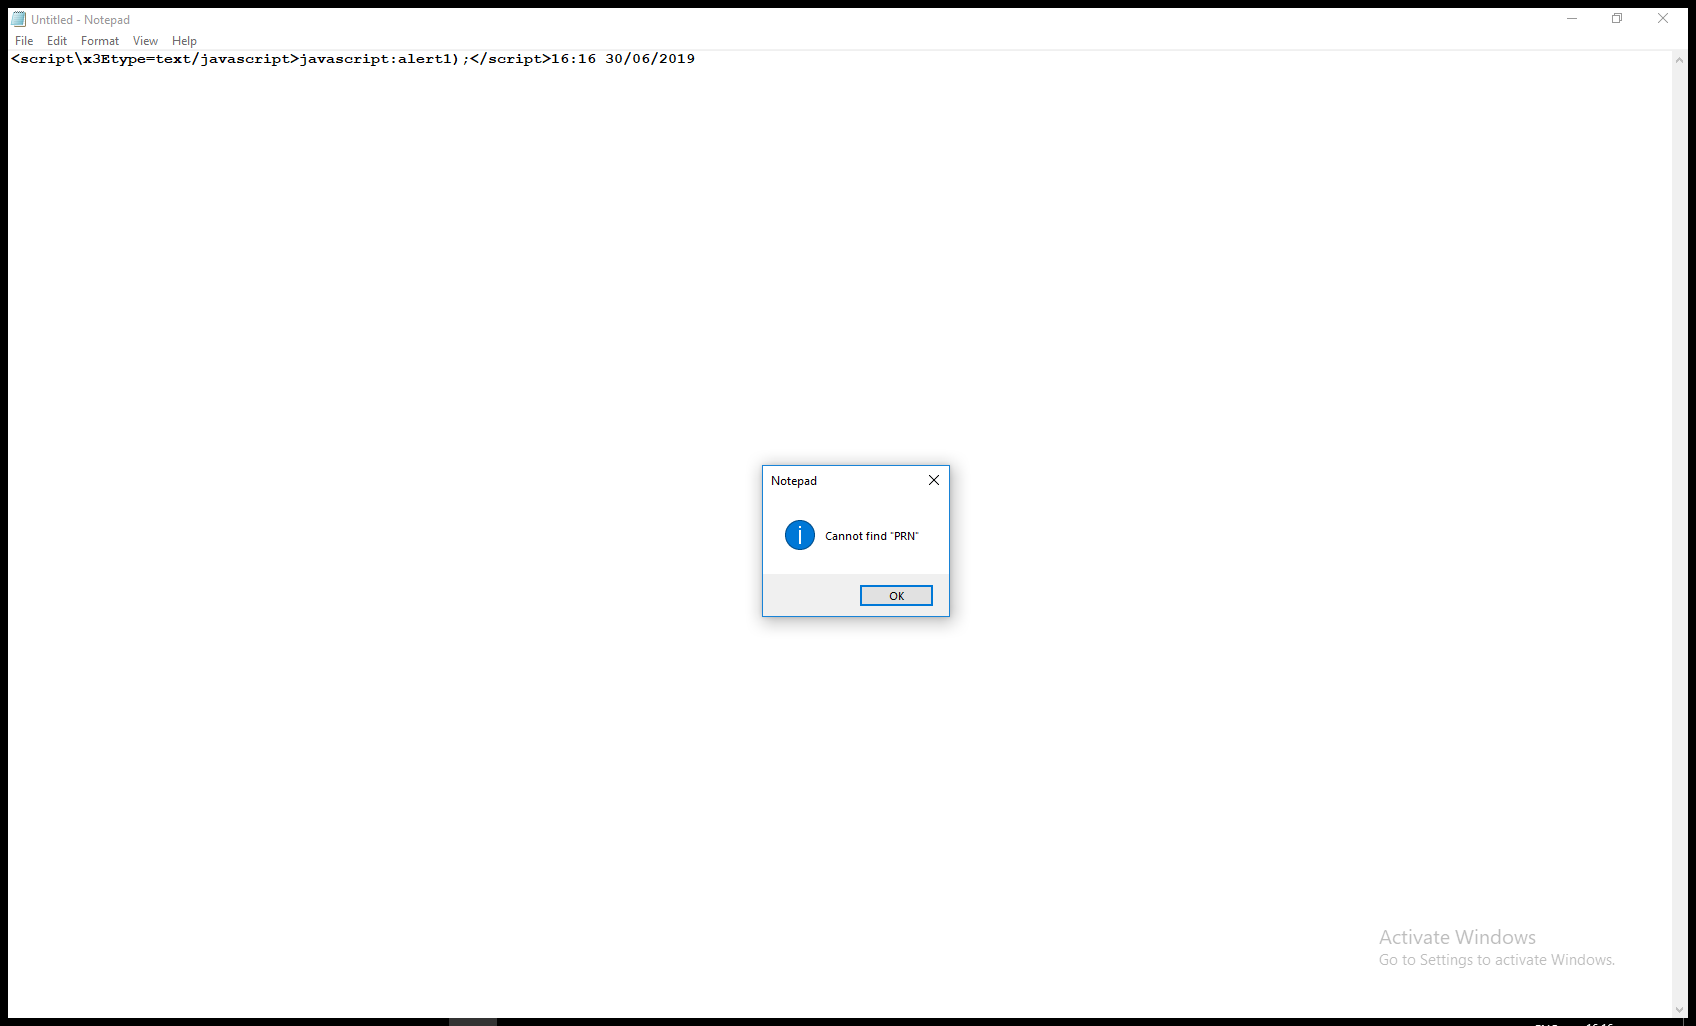 Untitled - Notepad
File Edit Format View Help
<script\x3Etype=text/javascript>javascript:alert1);</script>16:16 30/06/2019
Notepad
Cannot find "PRN"
OK
Activate Windows
Go to Settings to activate Windows.